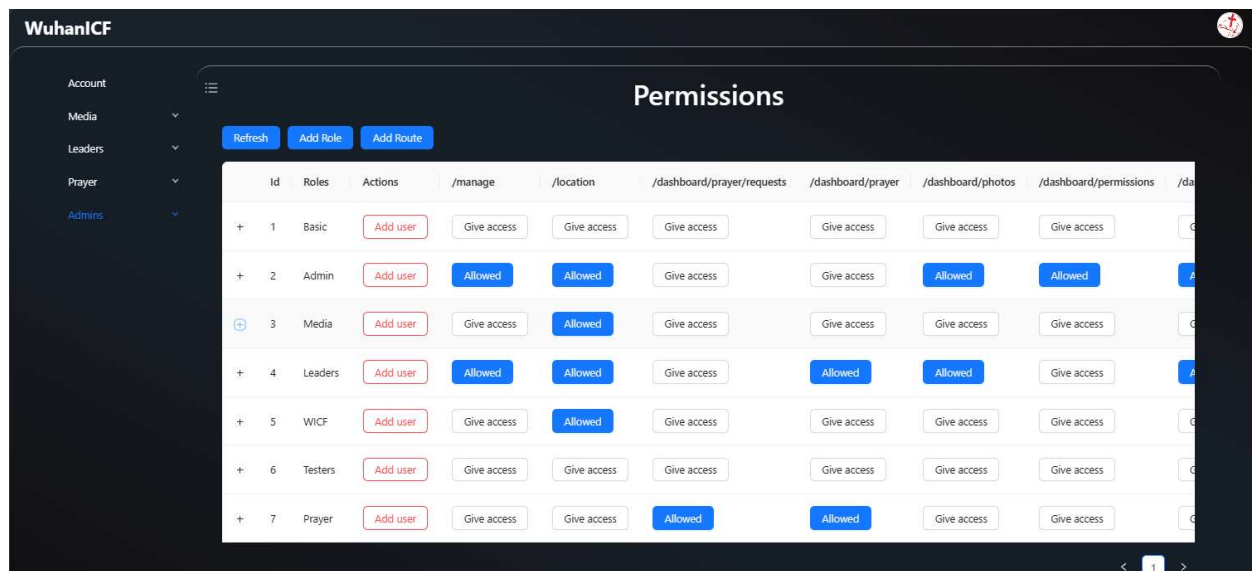 WuhanICF
Account
Media
Leaders
Prayer
Admins
Permissions
Refresh Add Role Add Route
Id Roles Actions /manage /location /dashboard/prayer/requests /dashboard/prayer /dashboard/photos /dashboard/permissions /da
+ 1 Basic Add user Give access Give access Give access Give access Give access Give access
+ 2 Admin Add user Allowed Allowed Give access Give access Allowed Allowed
+ 3 Media Add user Give access Allowed Give access Give access Give access Give access
+ 4 Leaders Add user Allowed Allowed Give access Allowed Allowed Give access
+ 5 WICF Add user Give access Allowed Give access Give access Give access Give access
+ 6 Testers Add user Give access Give access Give access Give access Give access Give access
+ 7 Prayer Add user Give access Give access Allowed Allowed Give access Give access
< 1 >